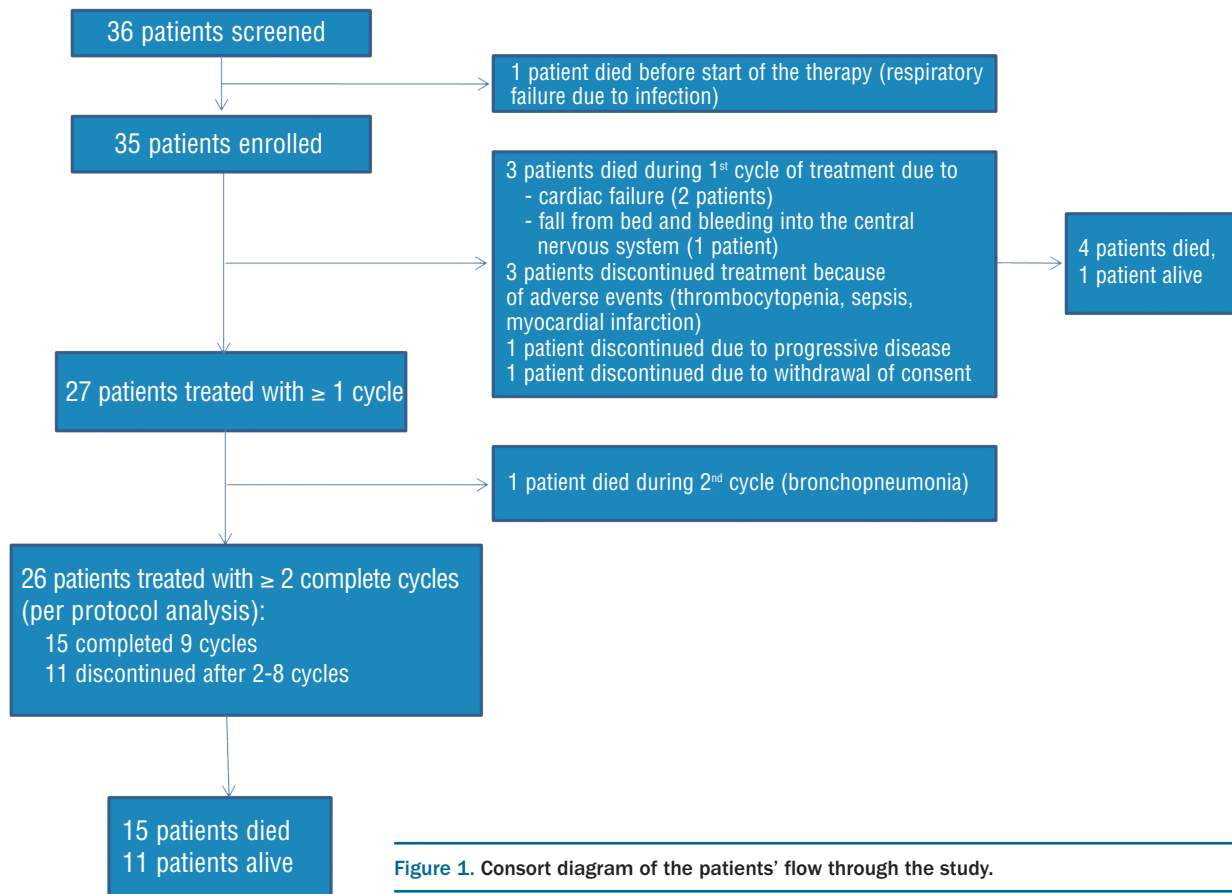 36 patients screened
1 patient died before start of the therapy (respiratory
failure due to infection)
35 patients enrolled
3 patients died during 1st cycle of treatment due to
- cardiac failure (2 patients)
- fall from bed and bleeding into the central
nervous system (1 patient)
3 patients discontinued treatment because
of adverse events (thrombocytopenia, sepsis,
myocardial infarction)
1 patient discontinued due to progressive disease
1 patient discontinued due to withdrawal of consent
4 patients died,
1 patient alive
27 patients treated with ≥ 1 cycle
1 patient died during 2nd cycle (bronchopneumonia)
26 patients treated with ≥ 2 complete cycles
(per protocol analysis):
15 completed 9 cycles
11 discontinued after 2-8 cycles
15 patients died
11 patients alive
Figure 1. Consort diagram of the patients’ flow through the study.